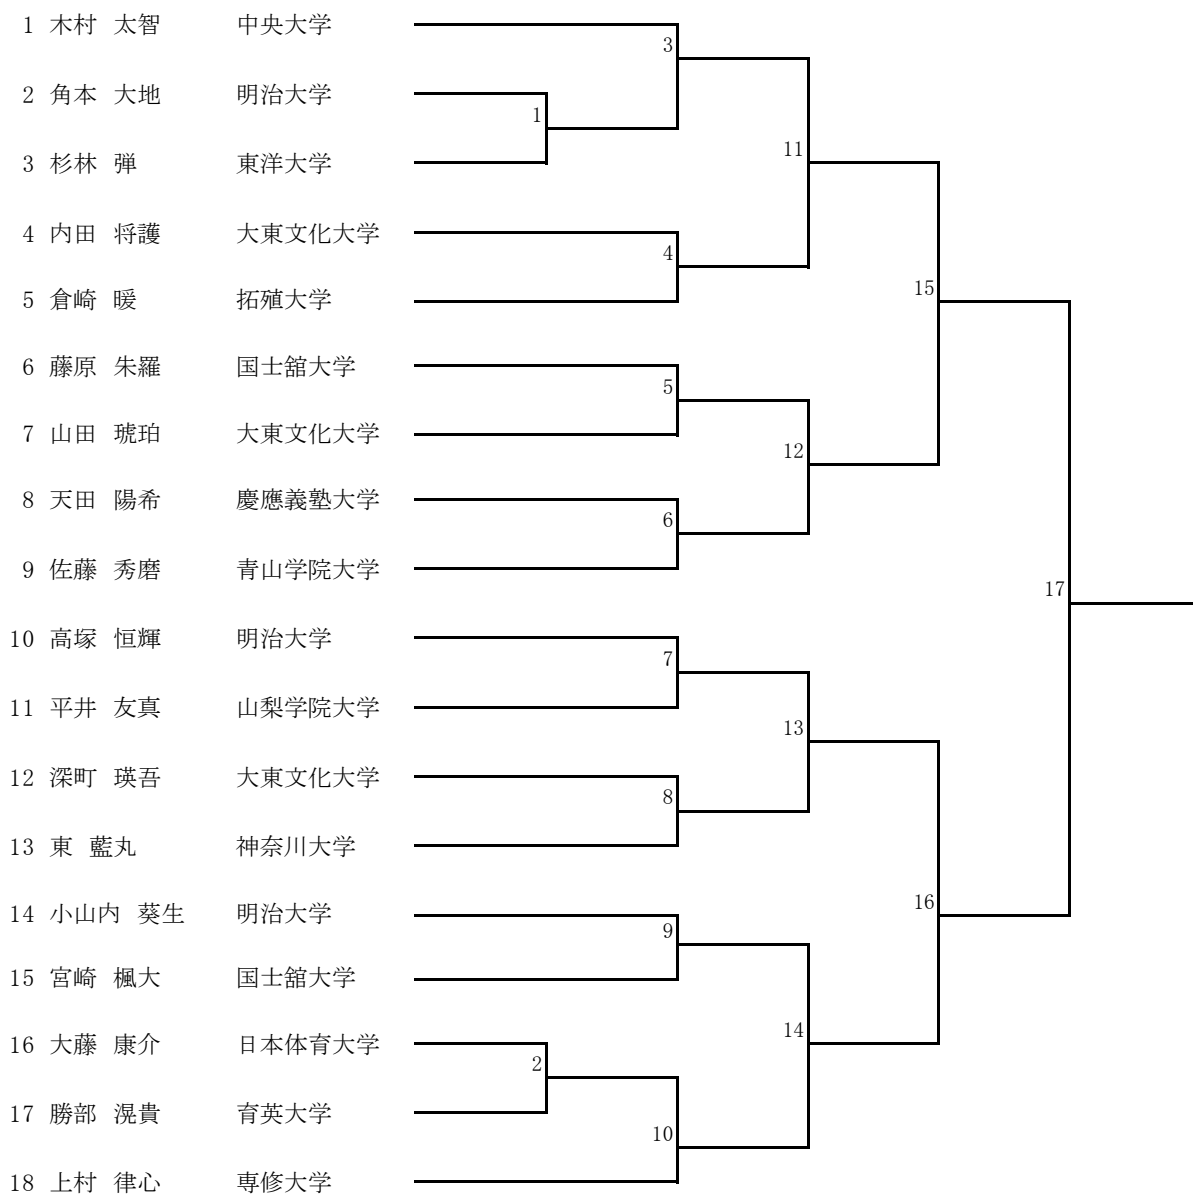 1 木村 太智 中央大学
3
2 角本 大地 明治大学
1
3 杉林 弾 東洋大学
11
4 内田 将護 大東文化大学
4
5 倉崎 暖 拓殖大学
15
6 藤原 朱羅 国士舘大学
5
7 山田 琥珀 大東文化大学
12
8 天田 陽希 慶應義塾大学
6
9 佐藤 秀磨 青山学院大学
17
10 高塚 恒輝 明治大学
7
11 平井 友真 山梨学院大学
13
12 深町 瑛吾 大東文化大学
8
13 東 藍丸 神奈川大学
16
14 小山内 葵生 明治大学
9
15 宮崎 楓大 国士舘大学
14
16 大藤 康介 日本体育大学
2
17 勝部 滉貴 育英大学
10
18 上村 律心 専修大学